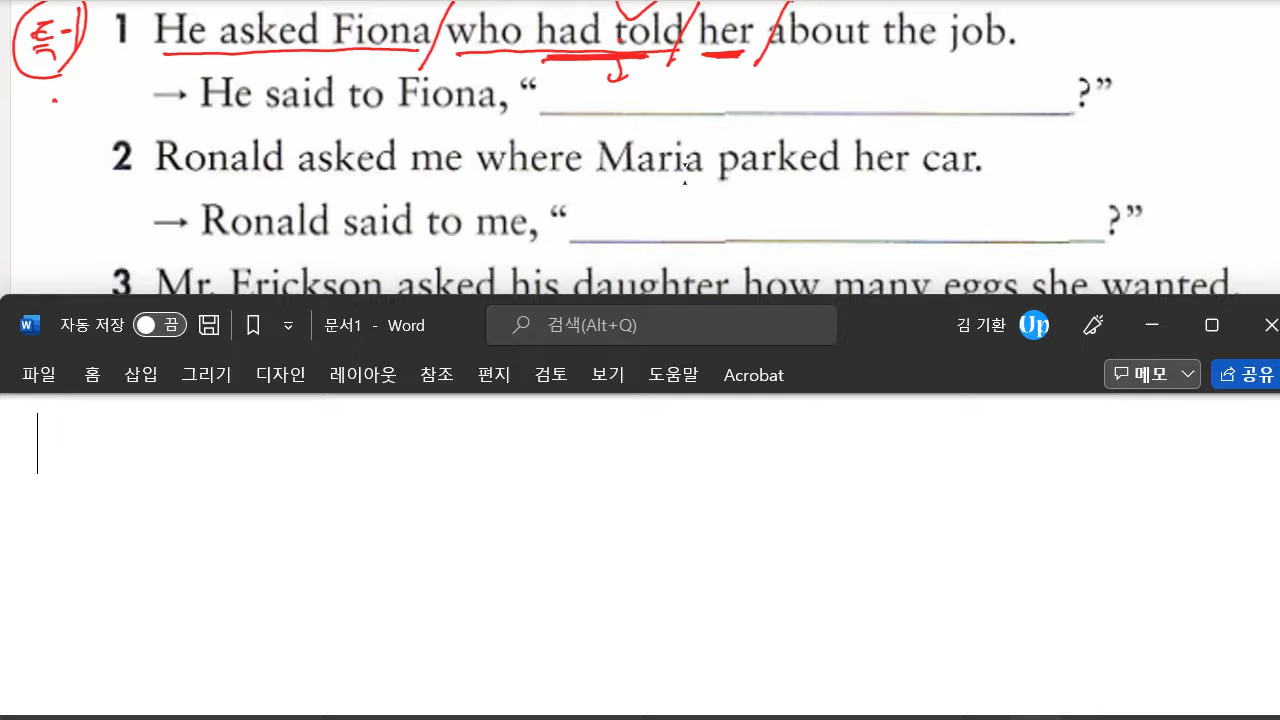 1 He asked Fiona who had told her about the job.
→ He said to Fiona, “____________________?”
2 Ronald asked me where Maria parked her car.
→ Ronald said to me, “____________________?”
3 Mr. Erickson asked his daughter how many eggs she wanted.
자동 저장 끔 문서1 - Word 검색(Alt+Q) 김 기환 Up
파일 홈 삽입 그리기 디자인 레이아웃 참조 편지 검토 보기 도움말 Acrobat 메모 공유